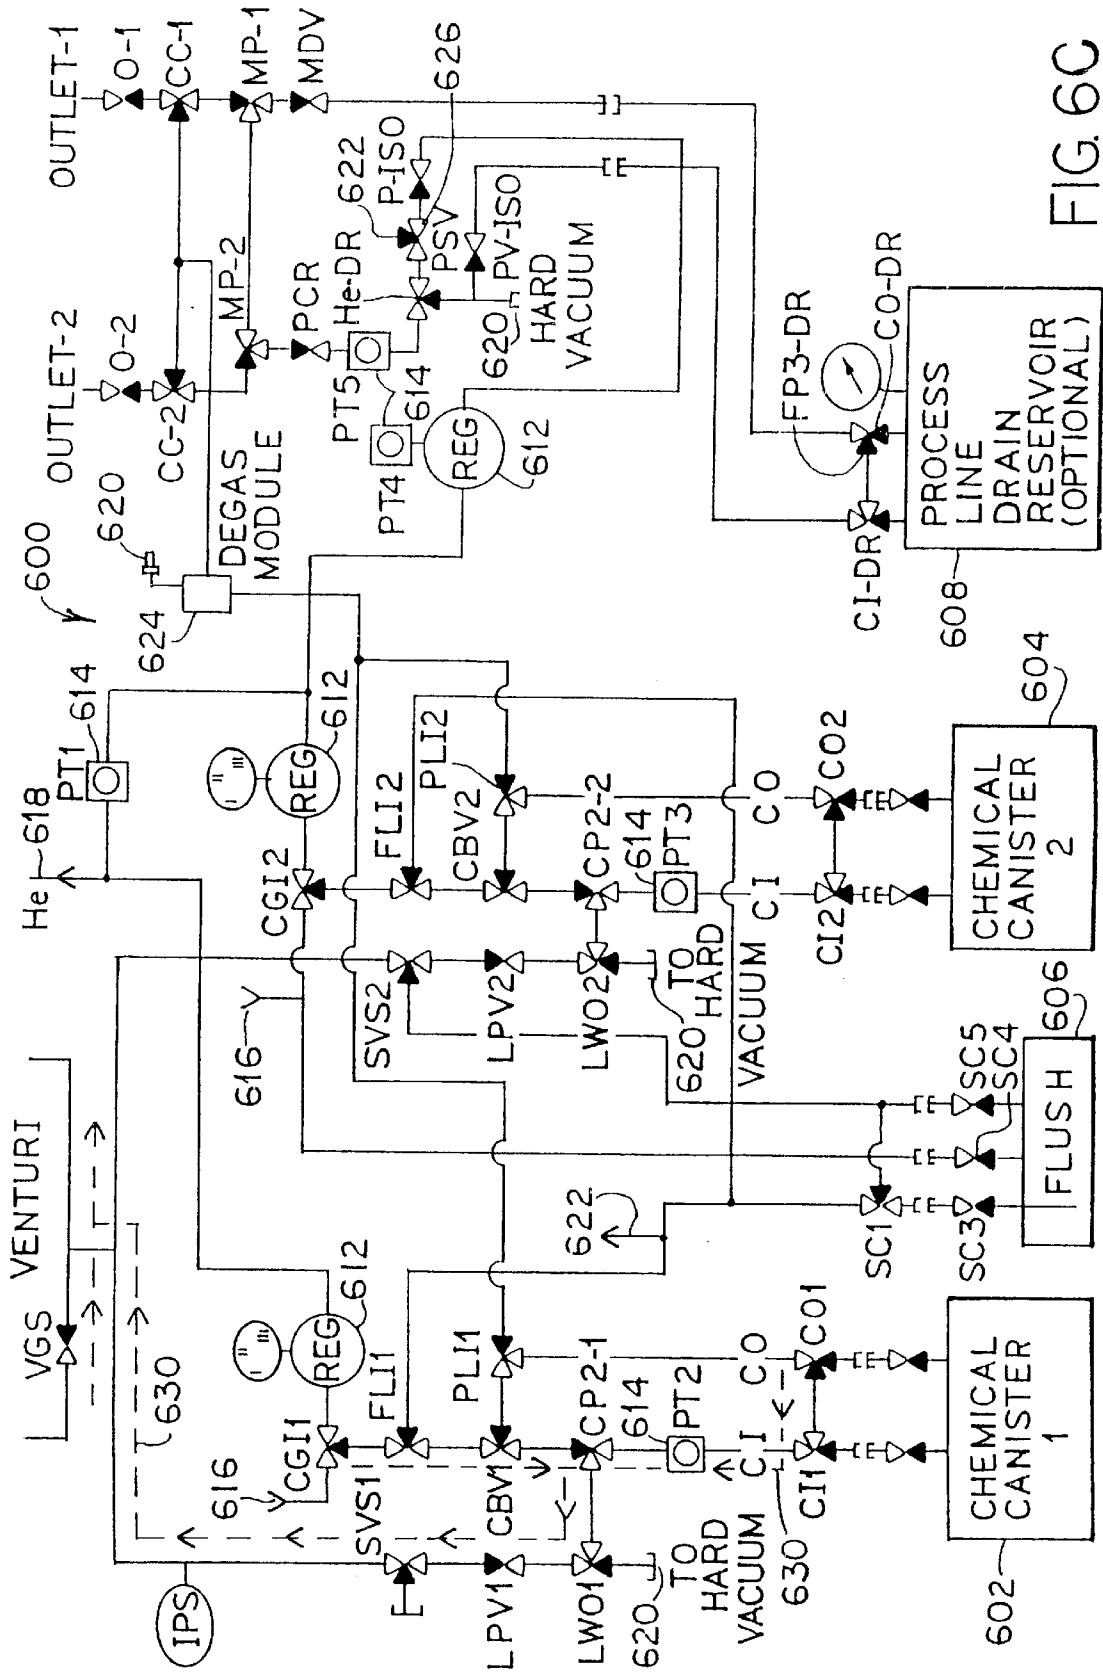 FIG. 6C
600
VENTURI
VGS
630
IPS
He
618
PT1
614
620
624
DEGAS
MODULE
OUTLET-2
O-2
CC-2
MP-2
OUTLET-1
O-1
CC-1
MP-1
MDV
PCR
PT5
614
PT4
REG
612
He-DR
622
P-ISO
626
PSV
PV-ISO
620
HARD
VACUUM
616
CGI1
REG
612
SVS1
FLI1
PLI1
CBV1
LPV1
LWO1
CP2-1
614
PT2
620
TO
HARD
VACUUM
630
CI
CO
CI1
CO1
CHEMICAL
CANISTER
1
602
616
CGI2
REG
612
SVS2
FLI2
PLI2
CBV2
LPV2
LWO2
CP2-2
614
PT3
620
TO
HARD
VACUUM
CI
CO
CI2
CO2
CHEMICAL
CANISTER
2
604
622
SC1
SC3
SC5
SC4
FLUSH
606
FP3-DR
CO-DR
CI-DR
PROCESS
LINE
DRAIN
RESERVOIR
(OPTIONAL)
608